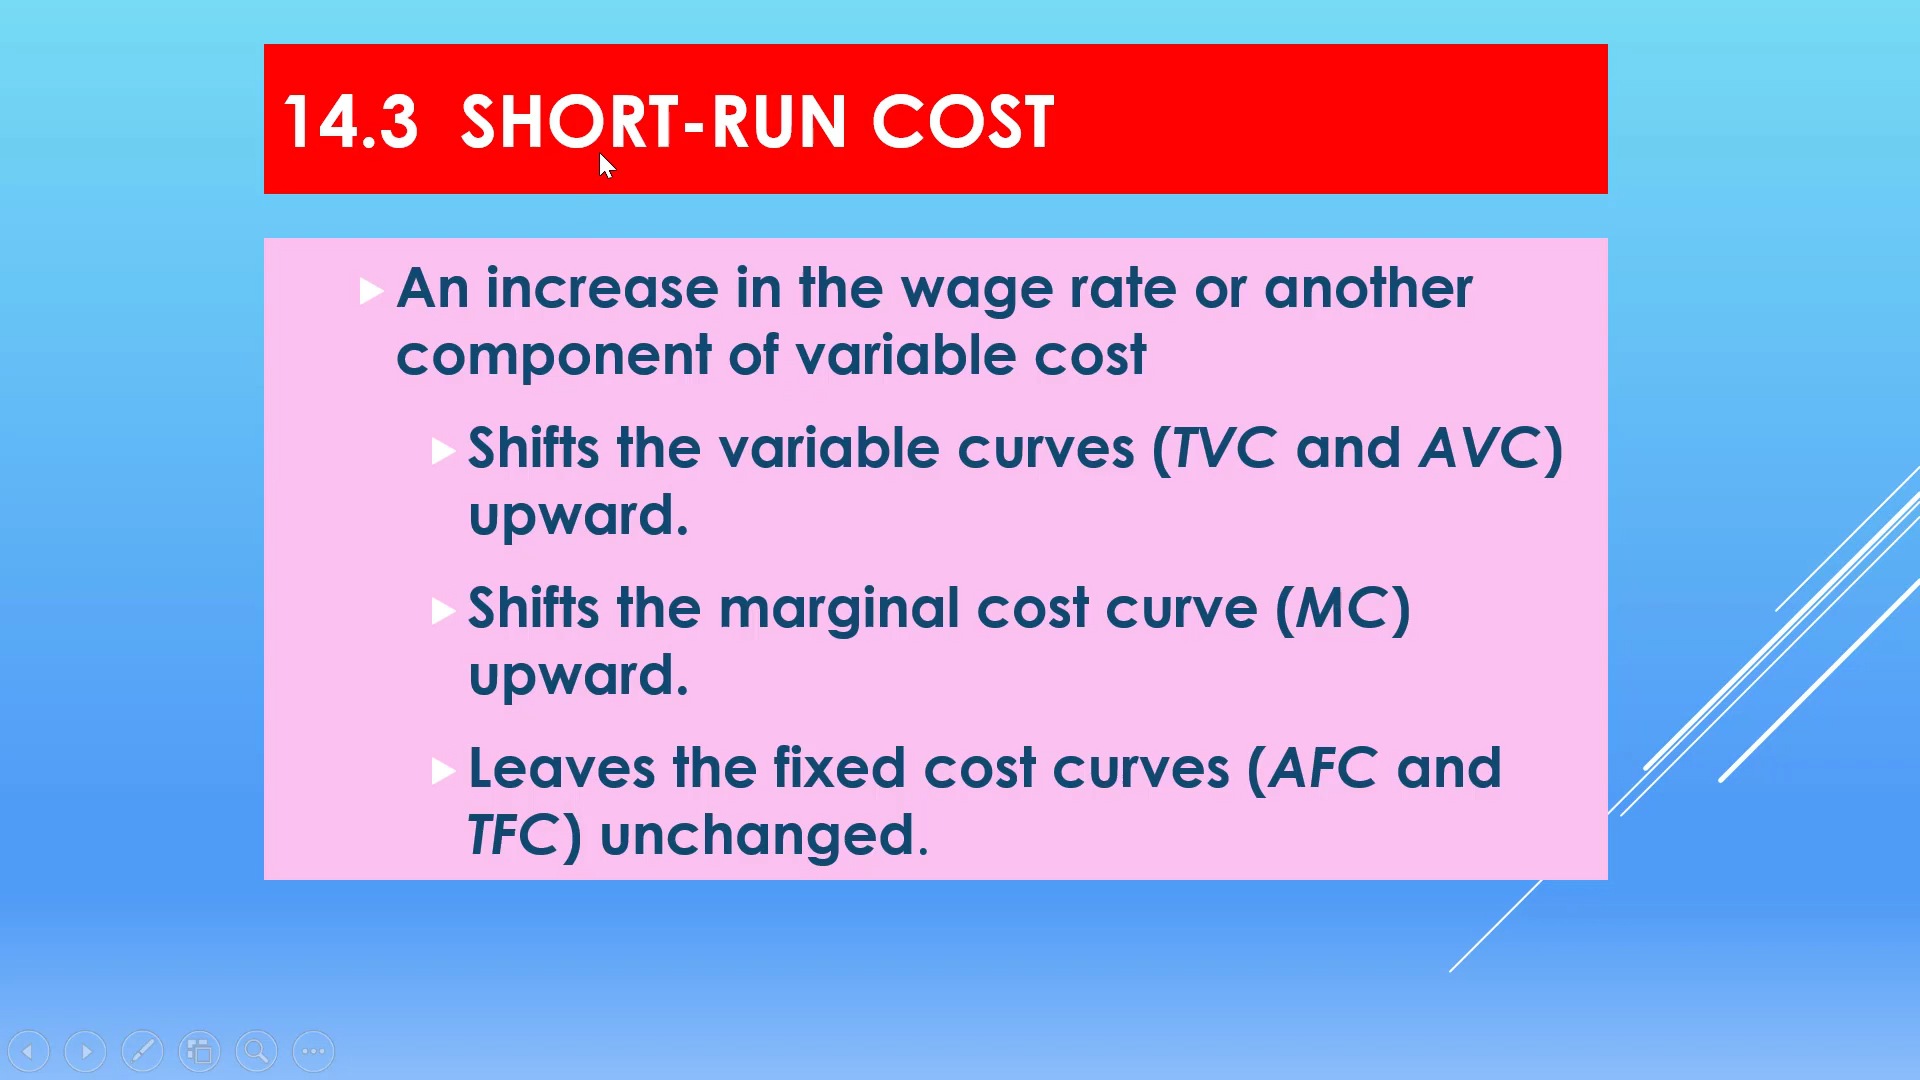 14.3 SHORT-RUN COST
An increase in the wage rate or another
component of variable cost
Shifts the variable curves (TVC and AVC)
upward.
Shifts the marginal cost curve (MC)
upward.
Leaves the fixed cost curves (AFC and
TFC) unchanged.